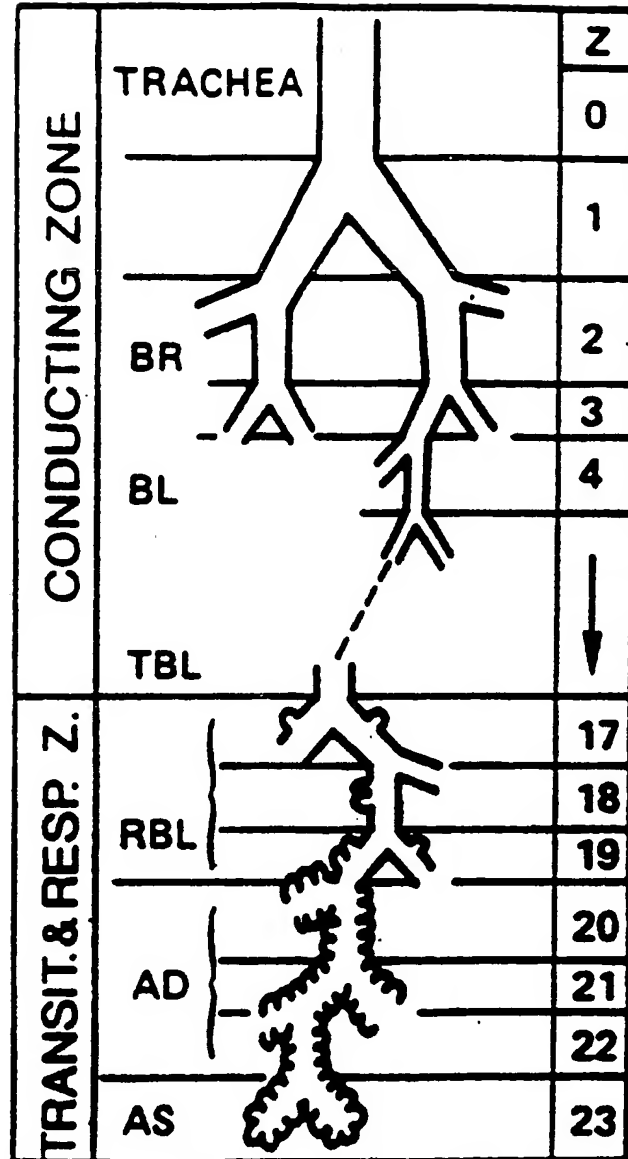 CONDUCTING ZONE
TRANSIT. & RESP. Z.
Z
TRACHEA
0
1
BR
2
3
BL
4
TBL
17
18
RBL
19
20
AD
21
22
AS
23